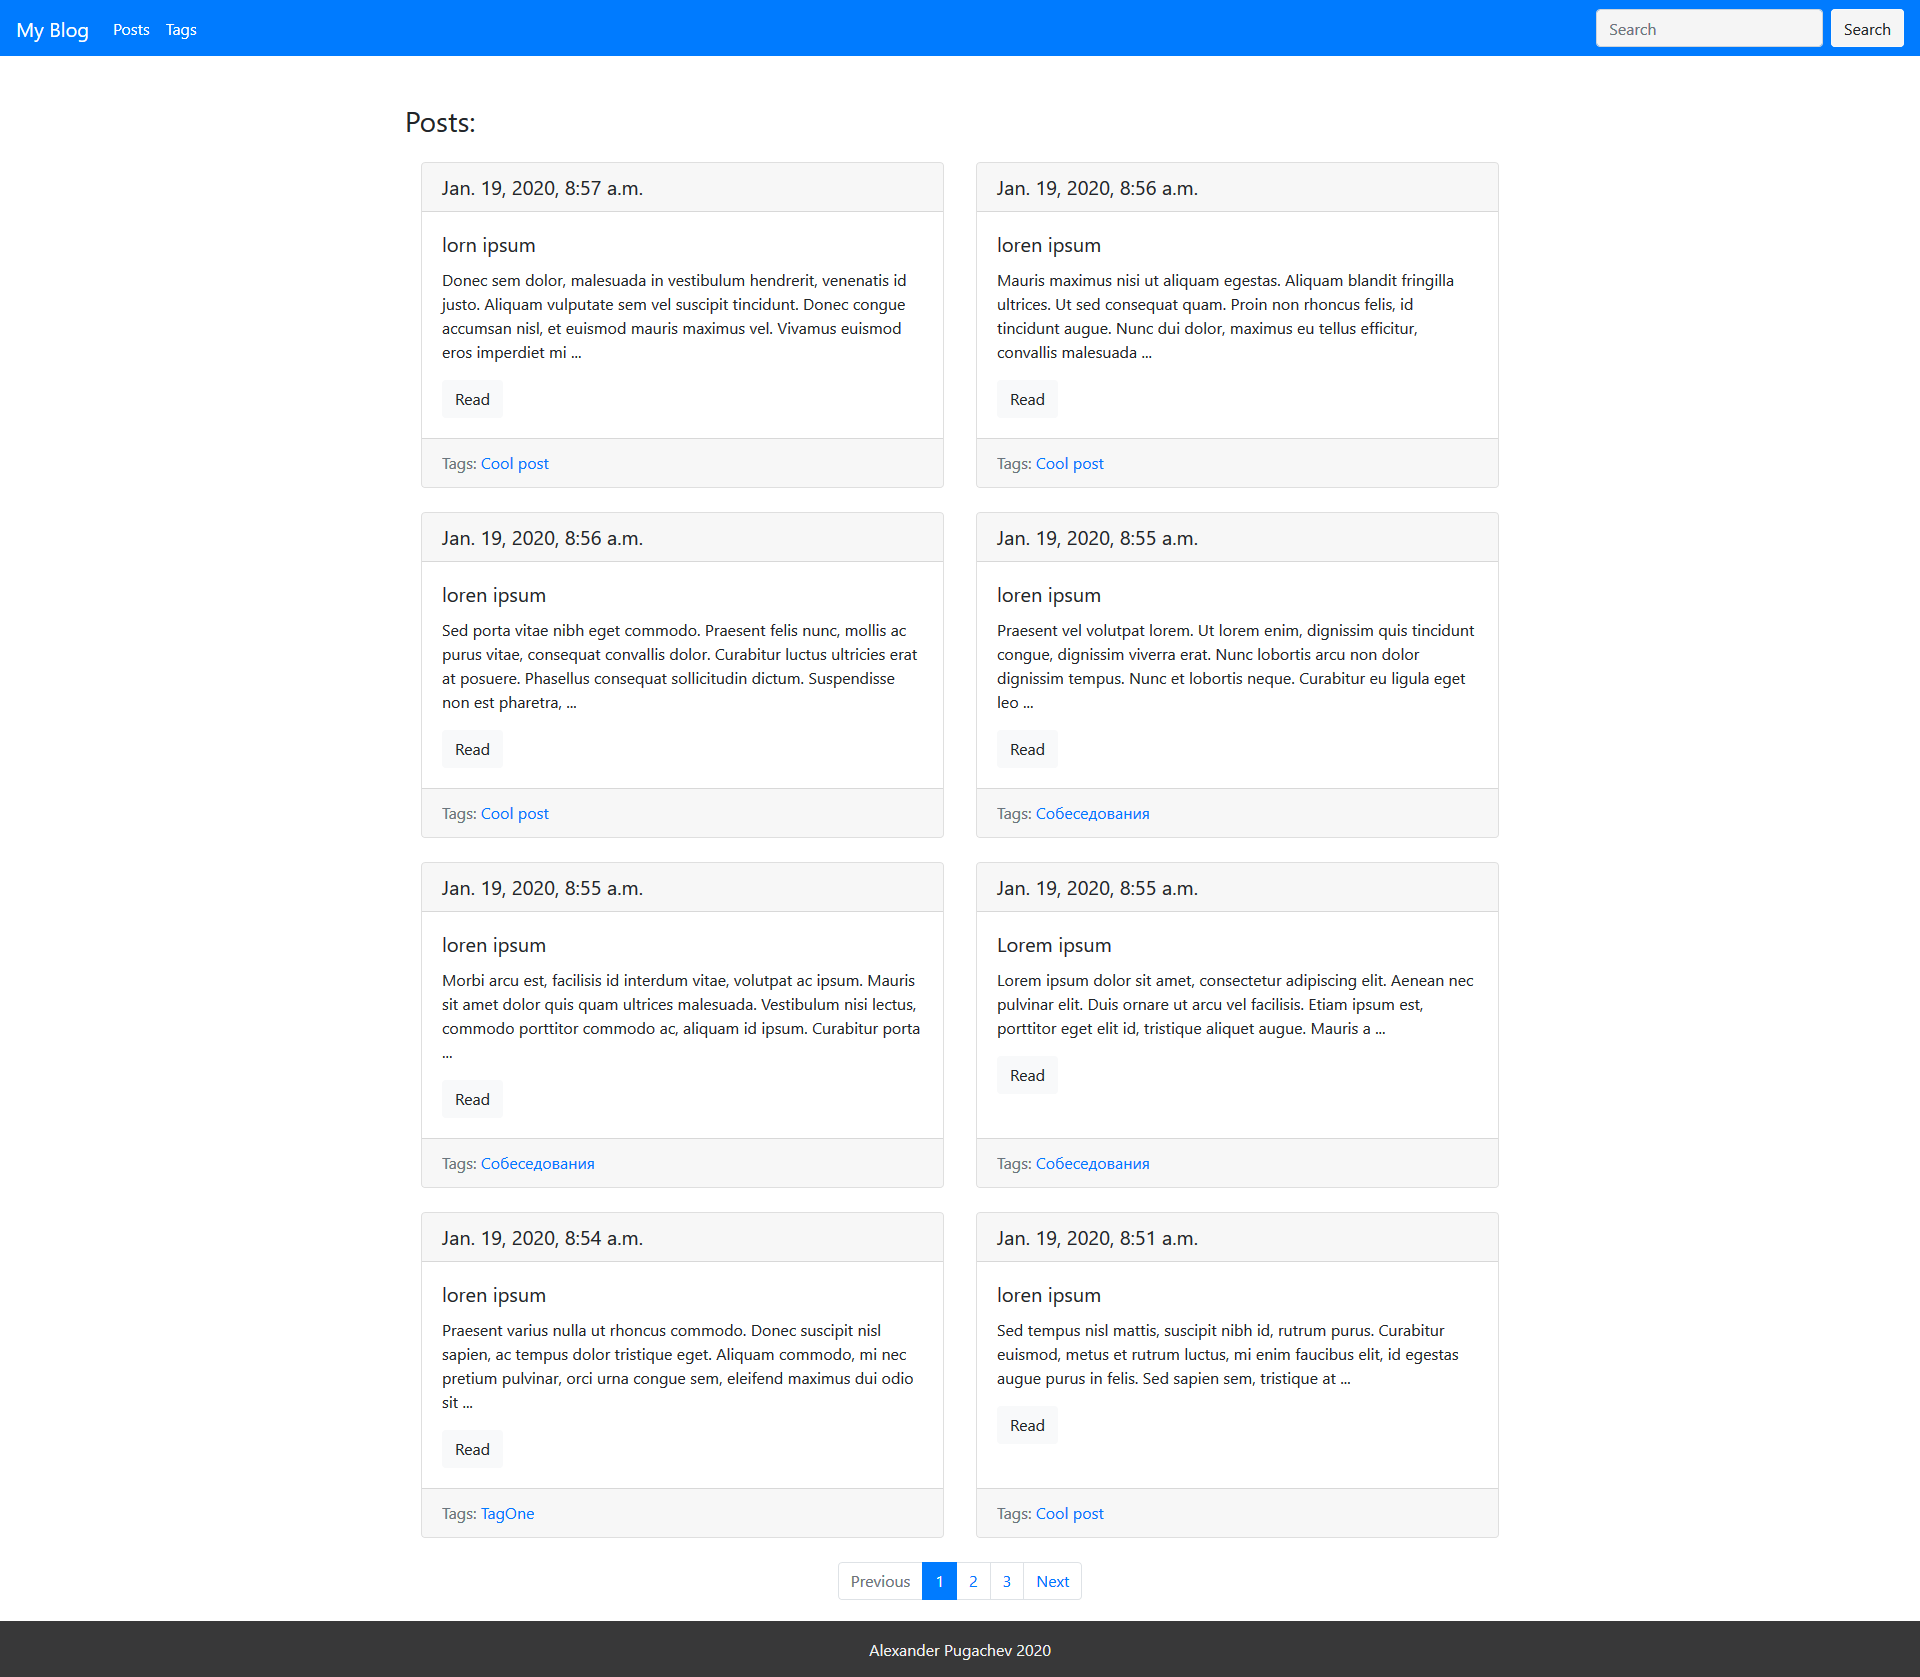 My Blog Posts Tags Search Search
Posts:
Jan. 19, 2020, 8:57 a.m.
lorn ipsum
Donec sem dolor, malesuada in vestibulum hendrerit, venenatis id
justo. Aliquam vulputate sem vel suscipit tincidunt. Donec congue
accumsan nisl, et euismod mauris maximus vel. Vivamus euismod
eros imperdiet mi ...
Read
Tags: Cool post
Jan. 19, 2020, 8:56 a.m.
loren ipsum
Mauris maximus nisi ut aliquam egestas. Aliquam blandit fringilla
ultrices. Ut sed consequat quam. Proin non rhoncus felis, id
tincidunt augue. Nunc dui dolor, maximus eu tellus efficitur,
convallis malesuada ...
Read
Tags: Cool post
Jan. 19, 2020, 8:56 a.m.
loren ipsum
Sed porta vitae nibh eget commodo. Praesent felis nunc, mollis ac
purus vitae, consequat convallis dolor. Curabitur luctus ultricies erat
at posuere. Phasellus consequat sollicitudin dictum. Suspendisse
non est pharetra, ...
Read
Tags: Cool post
Jan. 19, 2020, 8:55 a.m.
loren ipsum
Praesent vel volutpat lorem. Ut lorem enim, dignissim quis tincidunt
congue, dignissim viverra erat. Nunc lobortis arcu non dolor
dignissim tempus. Nunc et lobortis neque. Curabitur eu ligula eget
leo ...
Read
Tags: Собеседования
Jan. 19, 2020, 8:55 a.m.
loren ipsum
Morbi arcu est, facilisis id interdum vitae, volutpat ac ipsum. Mauris
sit amet dolor quis quam ultrices malesuada. Vestibulum nisi lectus,
commodo porttitor commodo ac, aliquam id ipsum. Curabitur porta
...
Read
Tags: Собеседования
Jan. 19, 2020, 8:55 a.m.
Lorem ipsum
Lorem ipsum dolor sit amet, consectetur adipiscing elit. Aenean nec
pulvinar elit. Duis ornare ut arcu vel facilisis. Etiam ipsum est,
porttitor eget elit id, tristique aliquet augue. Mauris a ...
Read
Tags: Собеседования
Jan. 19, 2020, 8:54 a.m.
loren ipsum
Praesent varius nulla ut rhoncus commodo. Donec suscipit nisl
sapien, ac tempus dolor tristique eget. Aliquam commodo, mi nec
pretium pulvinar, orci urna congue sem, eleifend maximus dui odio
sit ...
Read
Tags: TagOne
Jan. 19, 2020, 8:51 a.m.
loren ipsum
Sed tempus nisl mattis, suscipit nibh id, rutrum purus. Curabitur
euismod, metus et rutrum luctus, mi enim faucibus elit, id egestas
augue purus in felis. Sed sapien sem, tristique at ...
Read
Tags: Cool post
Previous 1 2 3 Next
Alexander Pugachev 2020